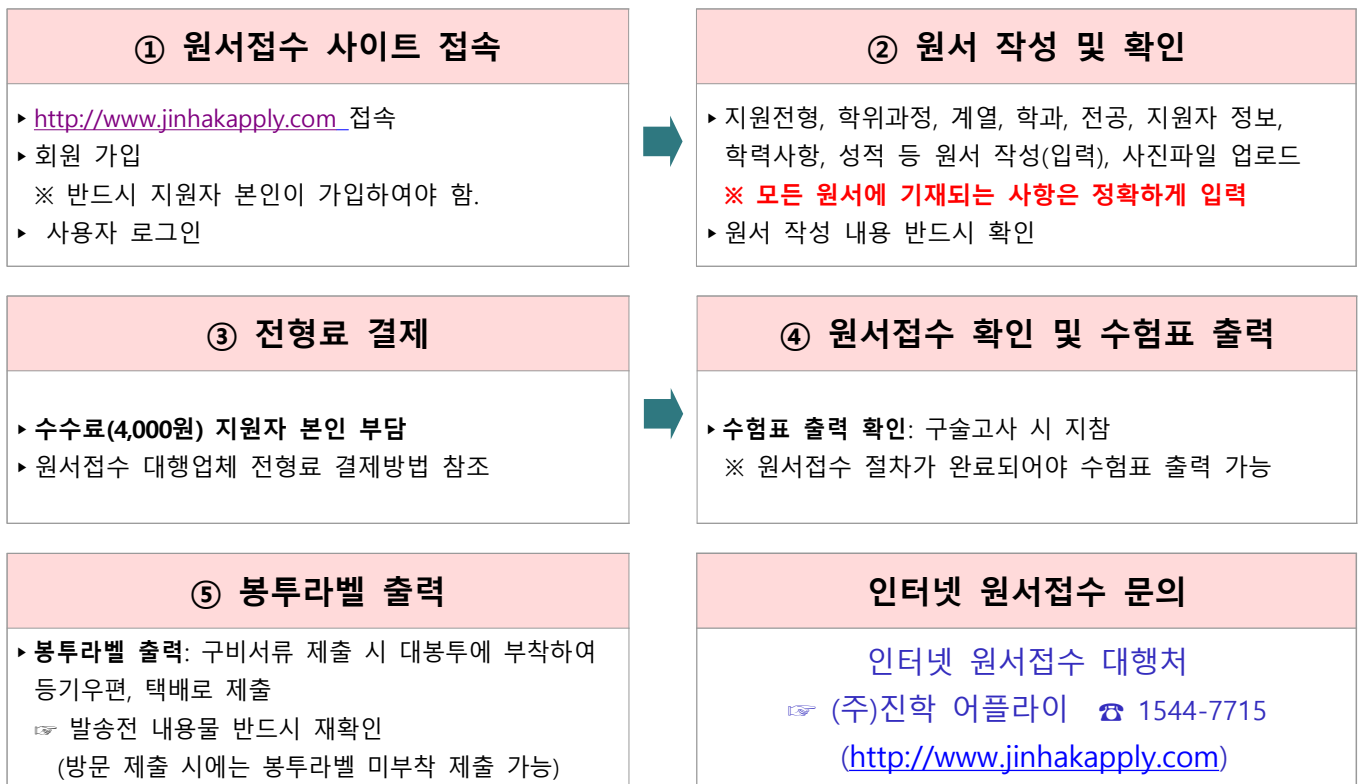 ① 원서접수 사이트 접속
▸ http://www.jinhakapply.com 접속
▸ 회원 가입
※ 반드시 지원자 본인이 가입하여야 함.
▸ 사용자 로그인
② 원서 작성 및 확인
▸ 지원전형, 학위과정, 계열, 학과, 전공, 지원자 정보,
학력사항, 성적 등 원서 작성(입력), 사진파일 업로드
※ 모든 원서에 기재되는 사항은 정확하게 입력
▸ 원서 작성 내용 반드시 확인
③ 전형료 결제
▸ 수수료(4,000원) 지원자 본인 부담
▸ 원서접수 대행업체 전형료 결제방법 참조
④ 원서접수 확인 및 수험표 출력
▸ 수험표 출력 확인: 구술고사 시 지참
※ 원서접수 절차가 완료되어야 수험표 출력 가능
⑤ 봉투라벨 출력
▸ 봉투라벨 출력: 구비서류 제출 시 대봉투에 부착하여
등기우편, 택배로 제출
☞ 발송전 내용물 반드시 재확인
(방문 제출 시에는 봉투라벨 미부착 제출 가능)
인터넷 원서접수 문의
인터넷 원서접수 대행처
☞ (주)진학 어플라이 ☎ 1544-7715
(http://www.jinhakapply.com)